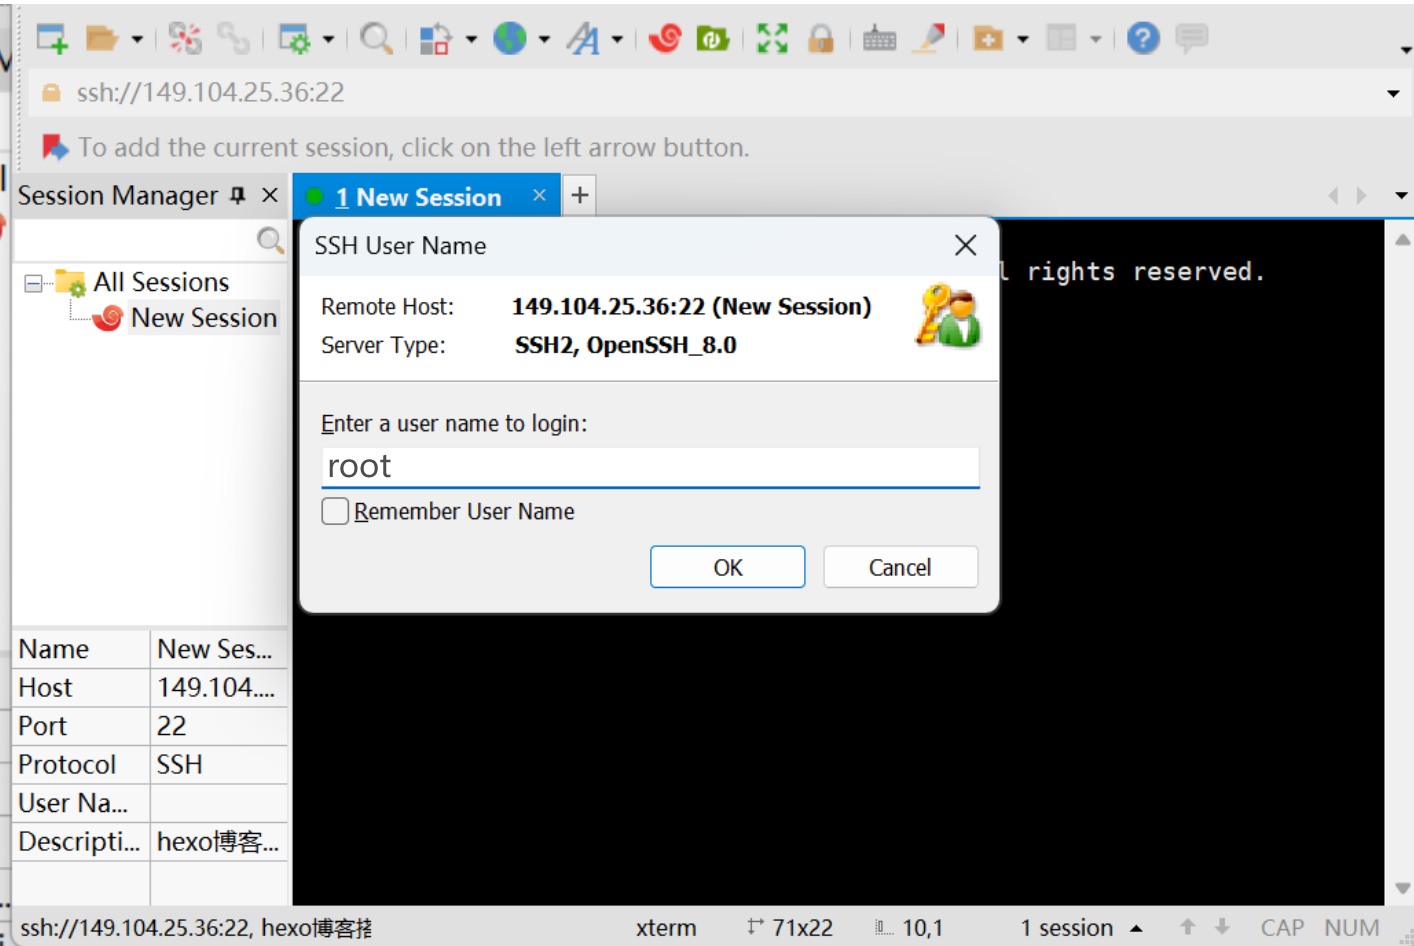 ssh://149.104.25.36:22
To add the current session, click on the left arrow button.
Session Manager
1 New Session
+
All Sessions
New Session
rights reserved.
SSH User Name
Remote Host: 149.104.25.36:22 (New Session)
Server Type: SSH2, OpenSSH_8.0
Enter a user name to login:
root
Remember User Name
OK Cancel
Name New Ses...
Host 149.104....
Port 22
Protocol SSH
User Na...
Descripti... hexo博客...
ssh://149.104.25.36:22, hexo博客搭 xterm 71x22 10,1 1 session CAP NUM